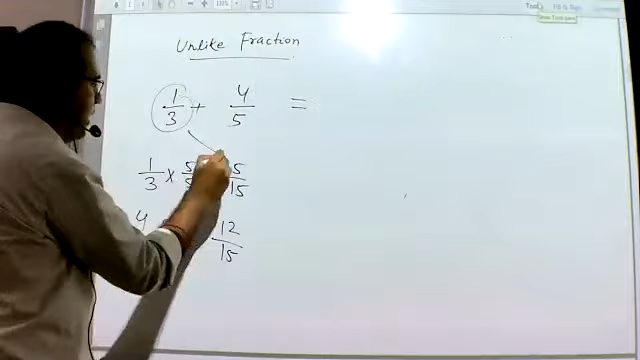 Unlike Fraction
1/3 + 4/5 =
1/3 x 5/5 5/15
4 12/15